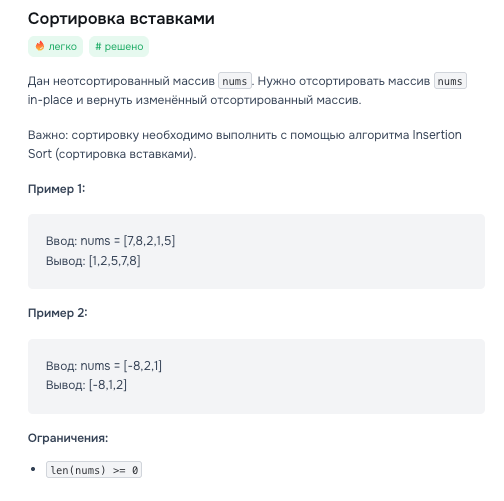 Сортировка вставками
легко # решено
Дан неотсортированный массив nums. Нужно отсортировать массив nums
in-place и вернуть изменённый отсортированный массив.
Важно: сортировку необходимо выполнить с помощью алгоритма Insertion
Sort (сортировка вставками).
Пример 1:
Ввод: nums = [7,8,2,1,5]
Вывод: [1,2,5,7,8]
Пример 2:
Ввод: nums = [-8,2,1]
Вывод: [-8,1,2]
Ограничения:
• len(nums) >= 0